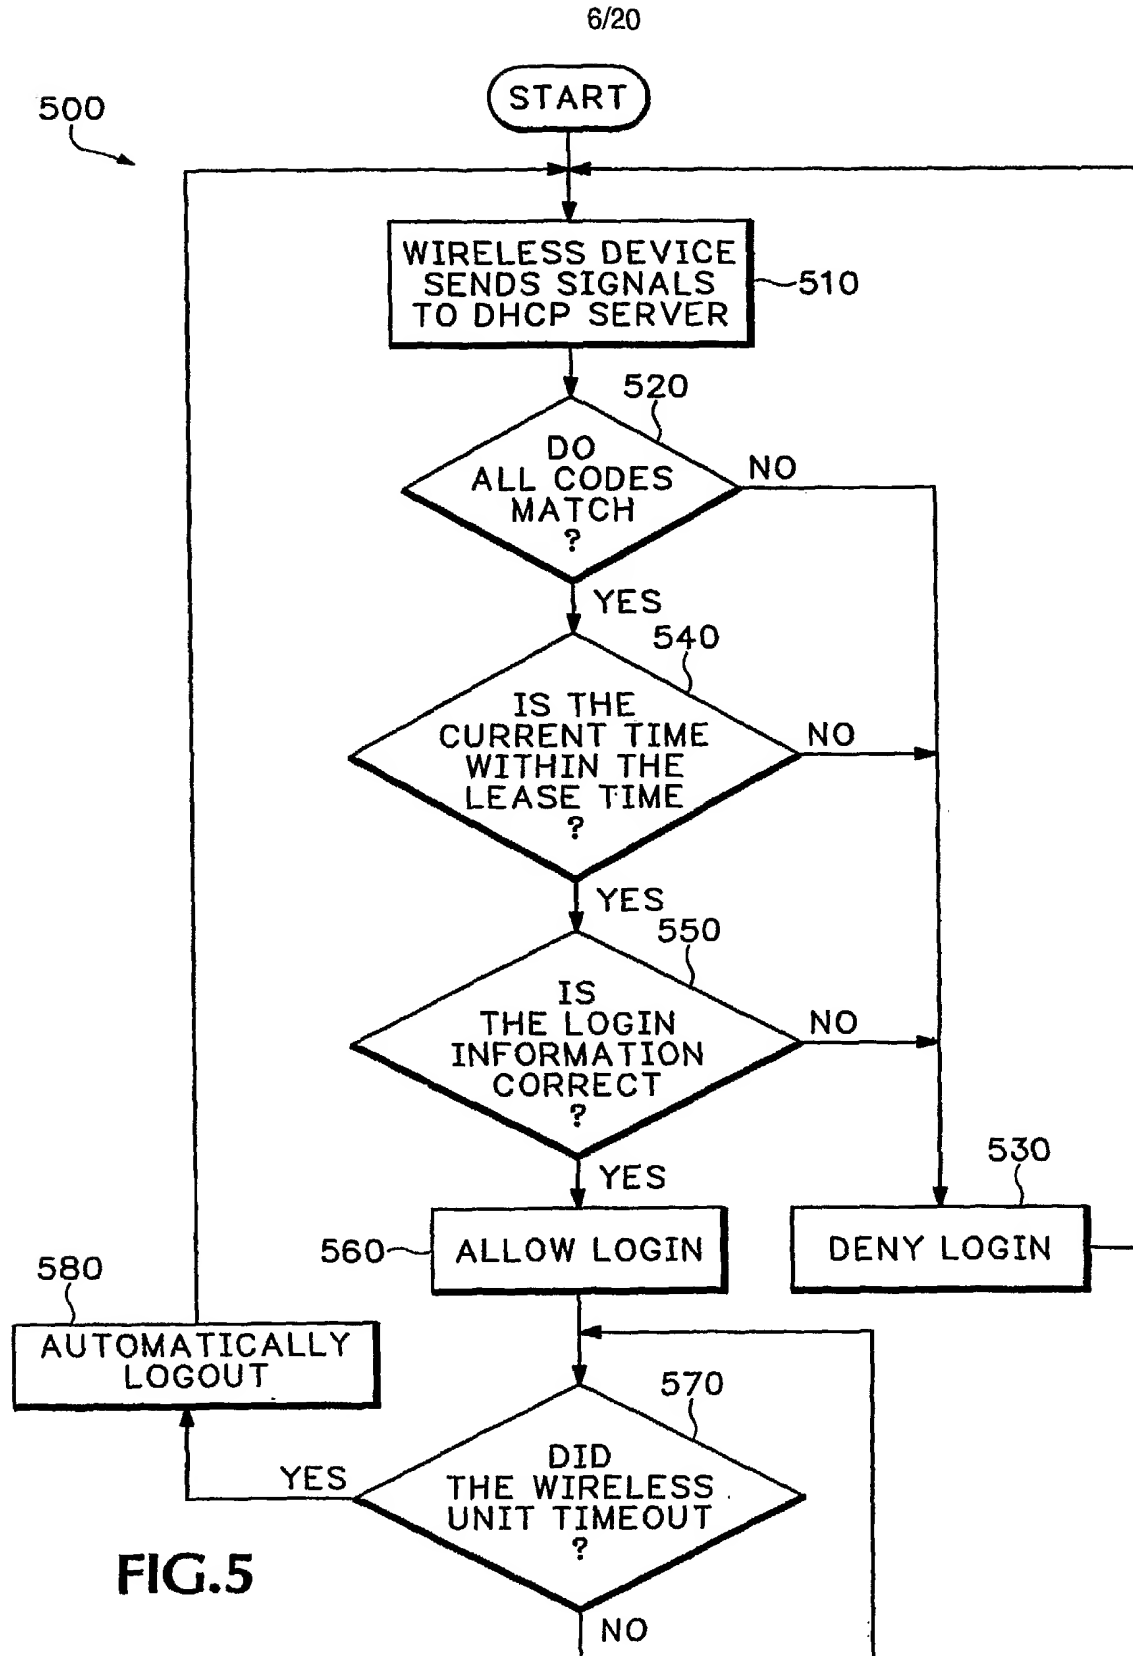 6/20
START
500
WIRELESS DEVICE
SENDS SIGNALS
TO DHCP SERVER
510
520
DO
ALL CODES
MATCH
?
NO
YES
540
IS THE
CURRENT TIME
WITHIN THE
LEASE TIME
?
NO
YES
550
IS
THE LOGIN
INFORMATION
CORRECT
?
NO
YES
530
560
ALLOW LOGIN
DENY LOGIN
580
AUTOMATICALLY
LOGOUT
570
DID
THE WIRELESS
UNIT TIMEOUT
?
YES
NO
FIG.5